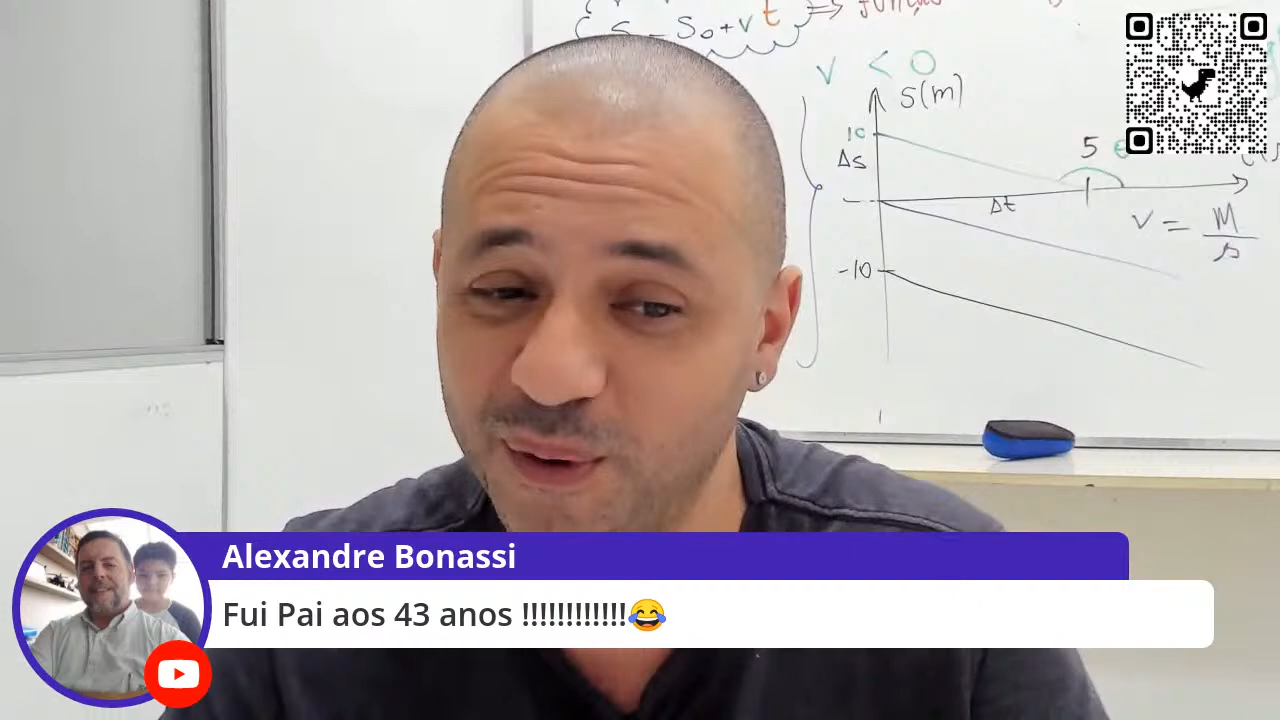 S = S₀ + v t ⇒ função
v < 0
S(m)
10
Δs
5
Δt
v = M/s
-10
Alexandre Bonassi
Fui Pai aos 43 anos !!!!!!!!!!!!😂